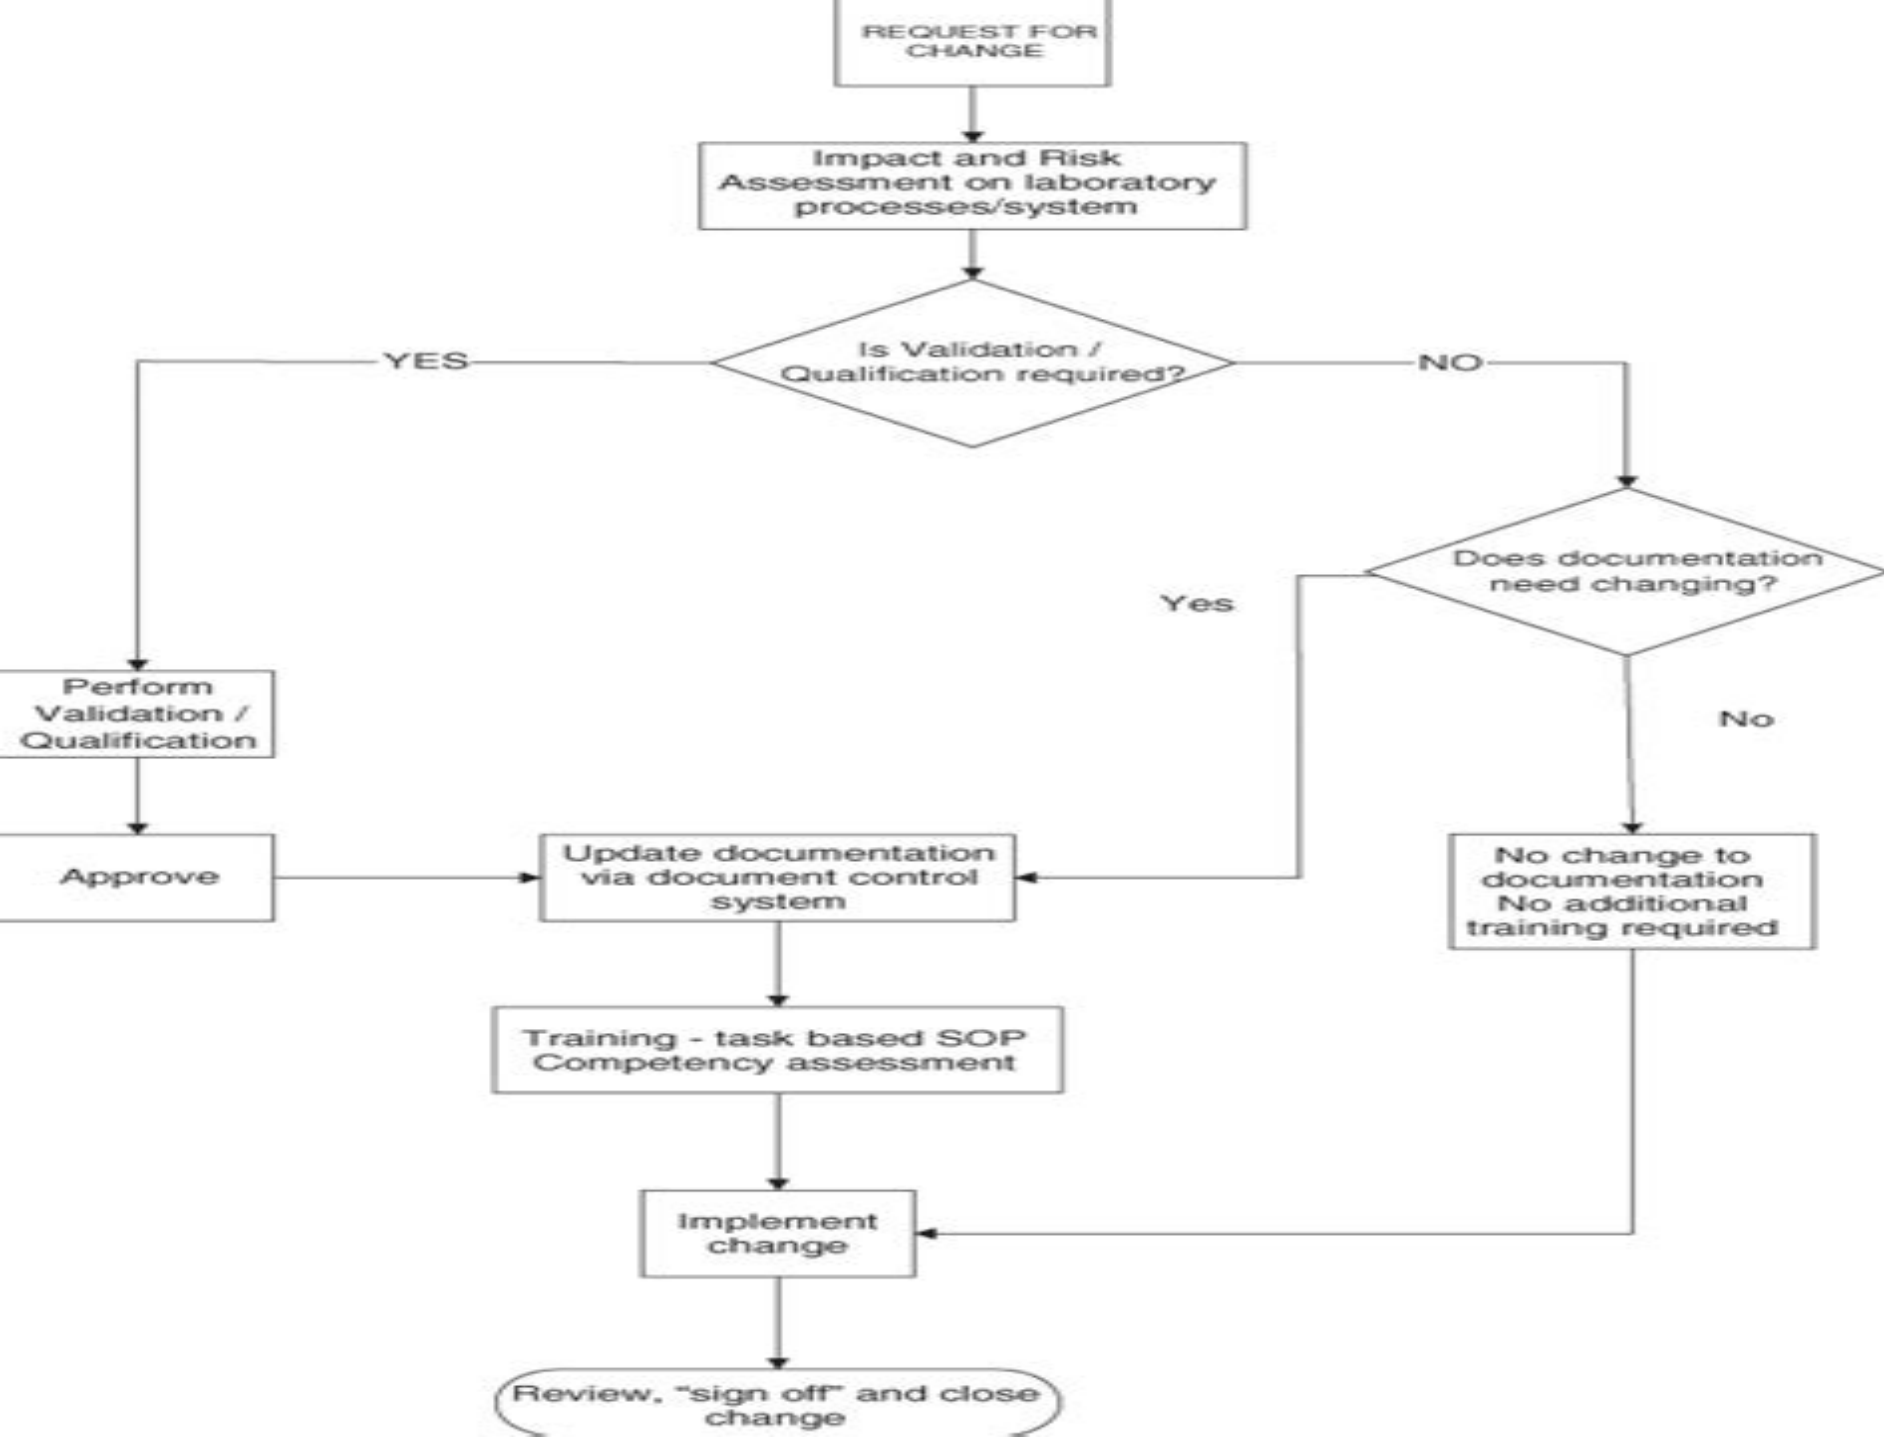 REQUEST FOR
CHANGE
Impact and Risk
Assessment on laboratory
processes/system
Is Validation /
Qualification required?
YES
NO
Does documentation
need changing?
Yes
No
Perform
Validation /
Qualification
Approve
Update documentation
via document control
system
No change to
documentation
No additional
training required
Training - task based SOP
Competency assessment
Implement
change
Review, "sign off" and close
change